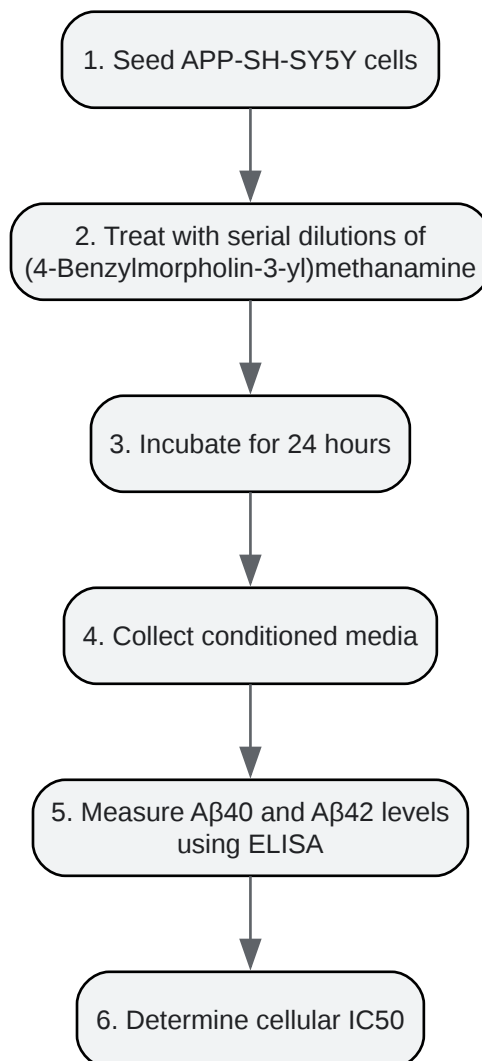 1. Seed APP-SH-SY5Y cells
2. Treat with serial dilutions of
(4-Benzylmorpholin-3-yl)methanamine
3. Incubate for 24 hours
4. Collect conditioned media
5. Measure Aβ40 and Aβ42 levels
using ELISA
6. Determine cellular IC50